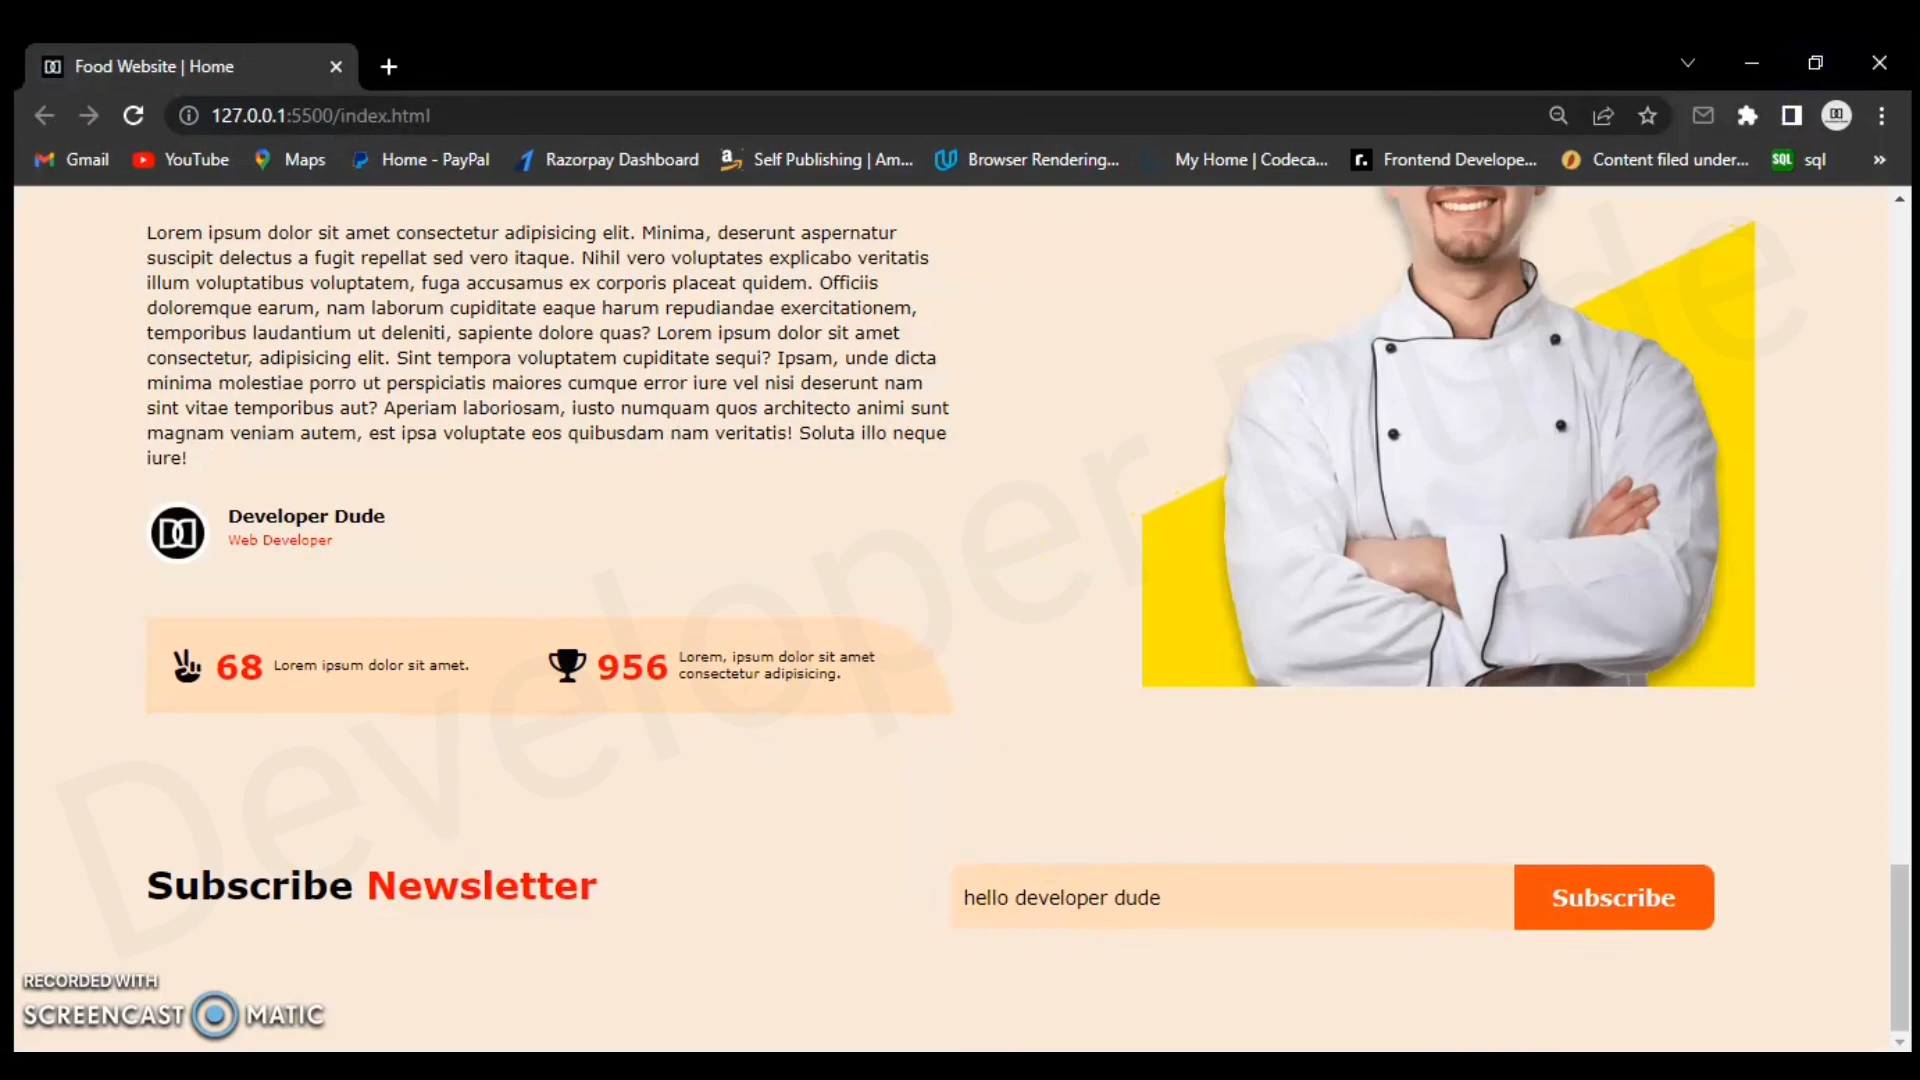 Food Website | Home
127.0.0.1:5500/index.html
Gmail
YouTube
Maps
Home - PayPal
Razorpay Dashboard
Self Publishing | Am...
Browser Rendering...
My Home | Codeca...
Frontend Develope...
Content filed under...
SQL sql
»
Lorem ipsum dolor sit amet consectetur adipisicing elit. Minima, deserunt aspernatur
suscipit delectus a fugit repellat sed vero itaque. Nihil vero voluptates explicabo veritatis
illum voluptatibus voluptatem, fuga accusamus ex corporis placeat quidem. Officiis
doloremque earum, nam laborum cupiditate eaque harum repudiandae exercitationem,
temporibus laudantium ut deleniti, sapiente dolore quas? Lorem ipsum dolor sit amet
consectetur, adipisicing elit. Sint tempora voluptatem cupiditate sequi? Ipsam, unde dicta
minima molestiae porro ut perspiciatis maiores cumque error iure vel nisi deserunt nam
sint vitae temporibus aut? Aperiam laboriosam, iusto numquam quos architecto animi sunt
magnam veniam autem, est ipsa voluptate eos quibusdam nam veritatis! Soluta illo neque
iure!
Developer Dude
Web Developer
68 Lorem ipsum dolor sit amet.
956 Lorem, ipsum dolor sit amet
consectetur adipisicing.
Developer Dude
Subscribe Newsletter
hello developer dude
Subscribe
RECORDED WITH
SCREENCAST MATIC